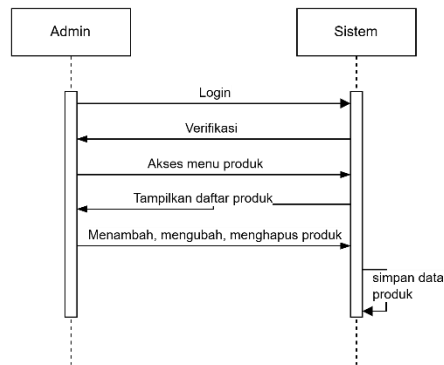 Admin
Sistem
Login
Verifikasi
Akses menu produk
Tampilkan daftar produk
Menambah, mengubah, menghapus produk
simpan data
produk